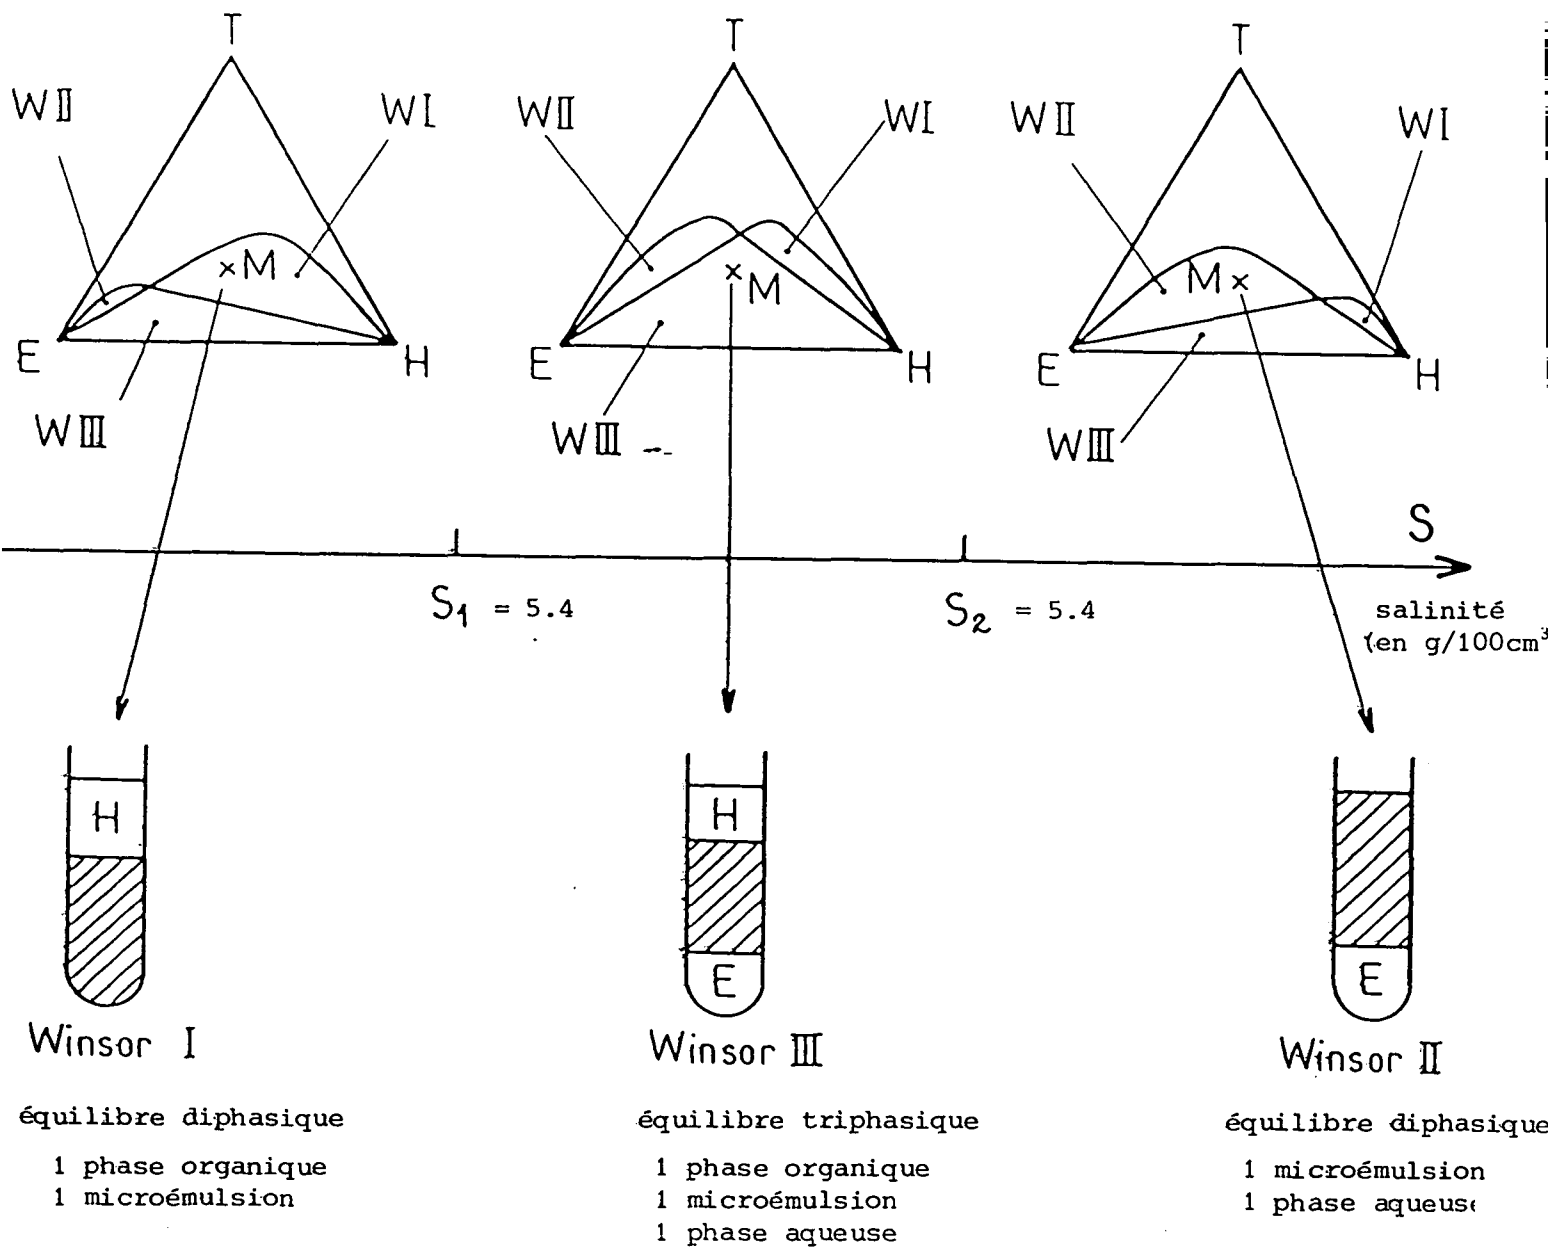 T
T
T
WII
WI
WII
WI
WII
WI
M
M
M
E
H
E
H
E
H
WIII
WIII
WIII
S
S1 = 5.4
S2 = 5.4
salinité
(en g/100cm3
H
H
E
E
Winsor I
Winsor III
Winsor II
équilibre diphasique
1 phase organique
1 microémulsion
équilibre triphasique
1 phase organique
1 microémulsion
1 phase aqueuse
équilibre diphasique
1 microémulsion
1 phase aqueuse